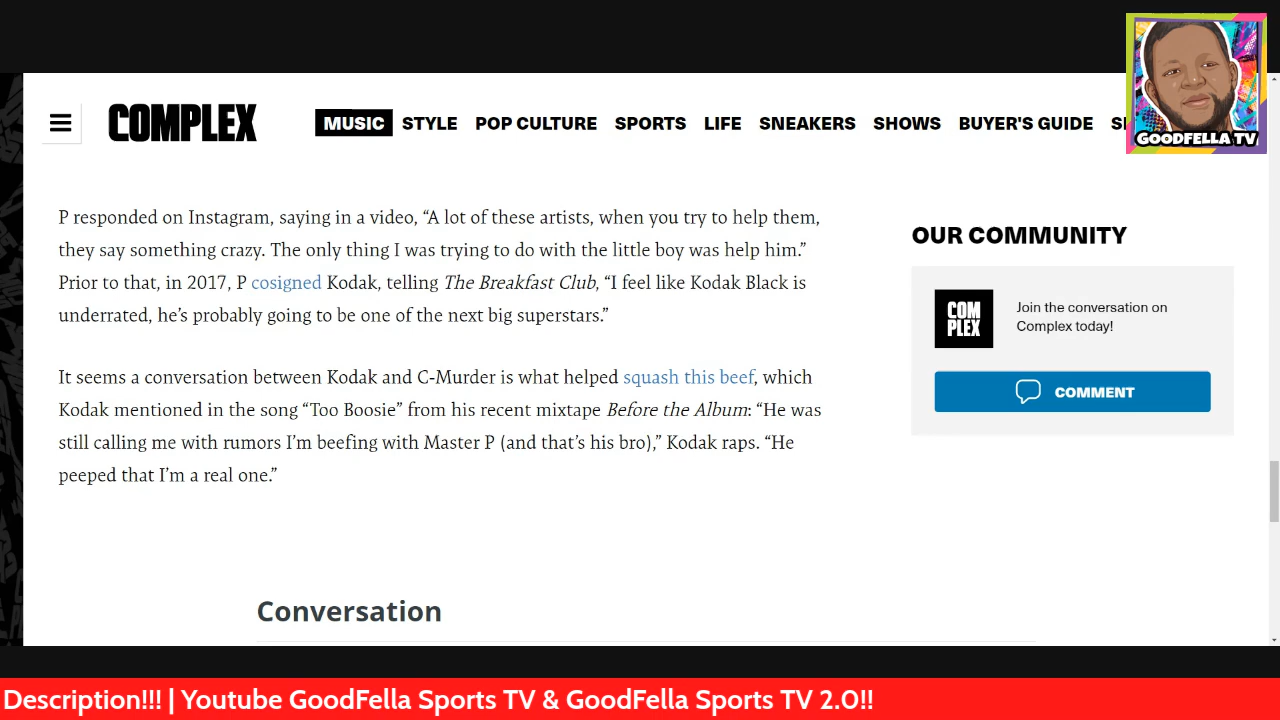 GOODFELLA TV
COMPLEX
MUSIC STYLE POP CULTURE SPORTS LIFE SNEAKERS SHOWS BUYER'S GUIDE
P responded on Instagram, saying in a video, “A lot of these artists, when you try to help them,
they say something crazy. The only thing I was trying to do with the little boy was help him.”
Prior to that, in 2017, P cosigned Kodak, telling The Breakfast Club, “I feel like Kodak Black is
underrated, he’s probably going to be one of the next big superstars.”
It seems a conversation between Kodak and C-Murder is what helped squash this beef, which
Kodak mentioned in the song “Too Boosie” from his recent mixtape Before the Album: “He was
still calling me with rumors I’m beefing with Master P (and that’s his bro),” Kodak raps. “He
peeped that I’m a real one.”
OUR COMMUNITY
COM
PLEX
Join the conversation on
Complex today!
COMMENT
Conversation
Description!!! | Youtube GoodFella Sports TV & GoodFella Sports TV 2.0!!